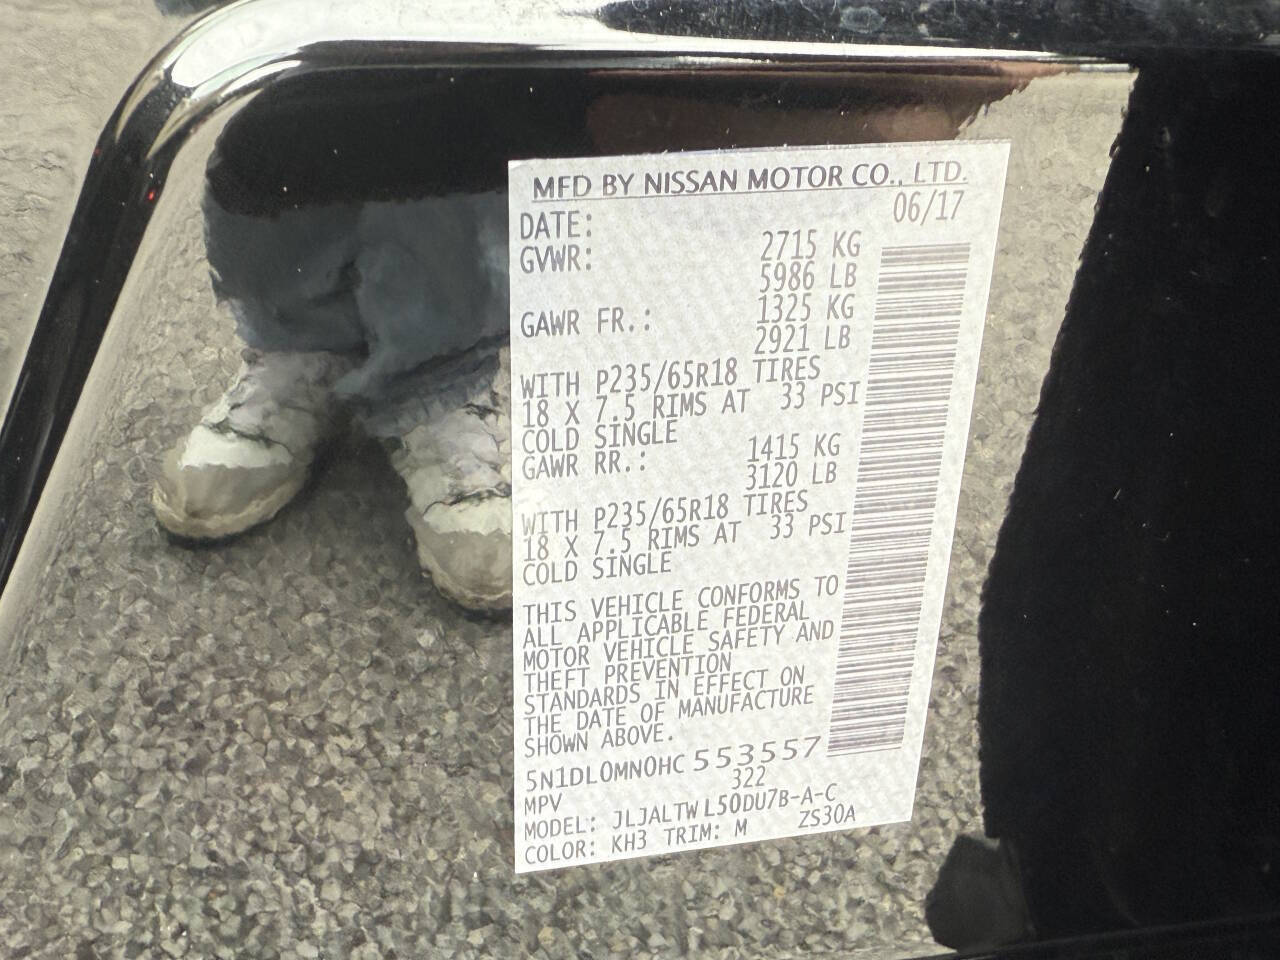 MFD BY NISSAN MOTOR CO., LTD.
DATE: 06/17
GVWR: 2715 KG
5986 LB
GAWR FR.: 1325 KG
2921 LB
WITH P235/65R18 TIRES
18 X 7.5 RIMS AT 33 PSI
COLD SINGLE
GAWR RR.: 1415 KG
3120 LB
WITH P235/65R18 TIRES
18 X 7.5 RIMS AT 33 PSI
COLD SINGLE
THIS VEHICLE CONFORMS TO
ALL APPLICABLE FEDERAL
MOTOR VEHICLE SAFETY AND
THEFT PREVENTION
STANDARDS IN EFFECT ON
THE DATE OF MANUFACTURE
SHOWN ABOVE.
5N1DL0MN0HC553557
MPV 322
MODEL: JLJALTWL50DU7B-A-C
COLOR: KH3 TRIM: M ZS30A